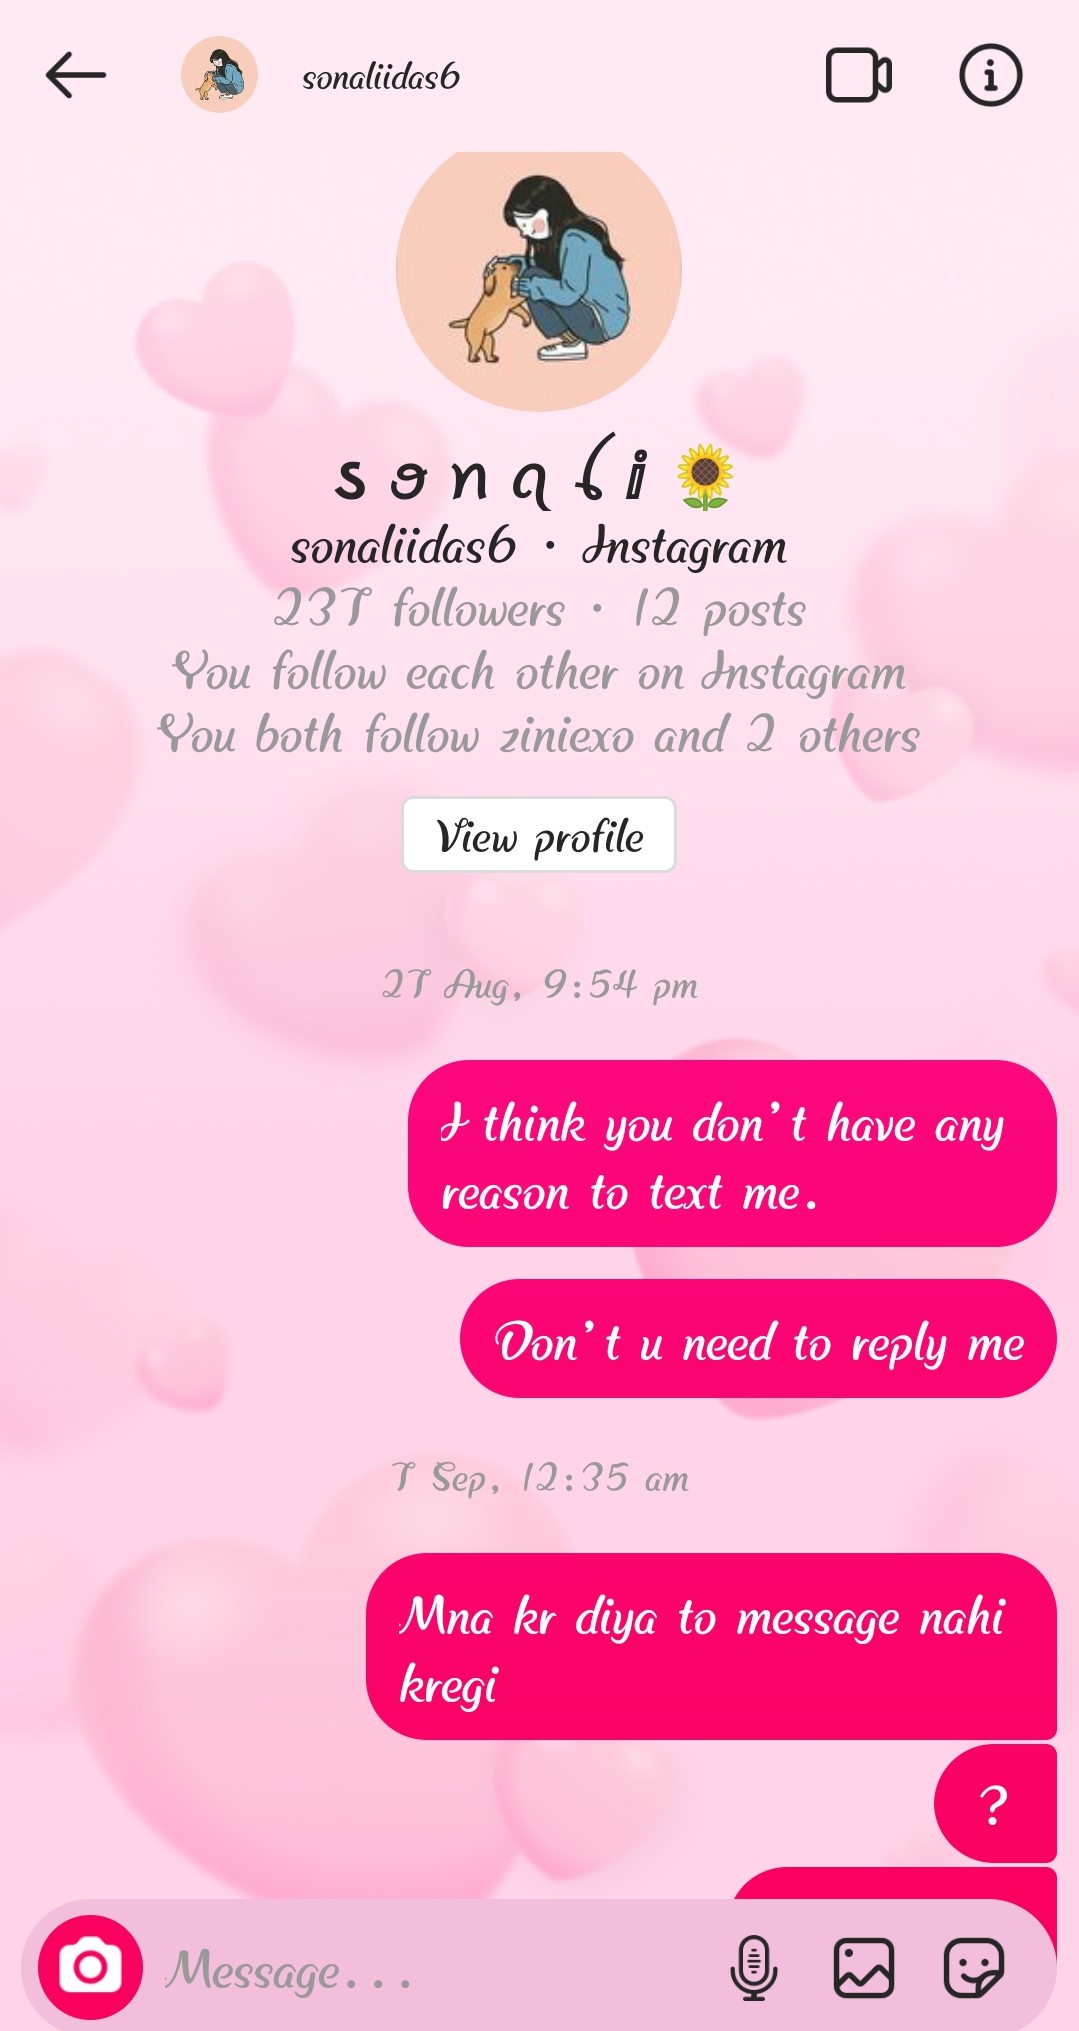 sonaliidas6
sonali🌻
sonaliidas6 · Instagram
237 followers · 12 posts
You follow each other on Instagram
You both follow ziniexo and 2 others
View profile
27 Aug, 9:54 pm
I think you don't have any
reason to text me.
Don't u need to reply me
7 Sep, 12:35 am
Mna kr diya to message nahi
kregi
?
Message...